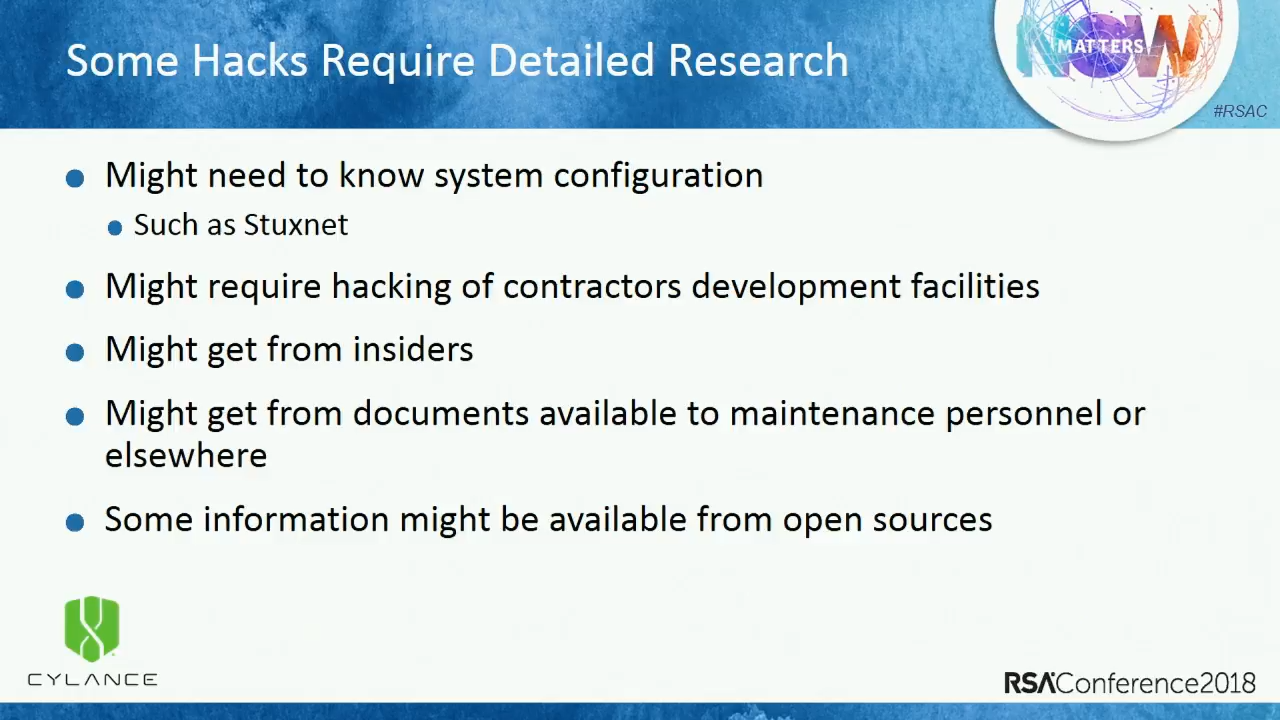 Some Hacks Require Detailed Research
NOW
MATTERS
#RSAC
Might need to know system configuration
Such as Stuxnet
Might require hacking of contractors development facilities
Might get from insiders
Might get from documents available to maintenance personnel or
elsewhere
Some information might be available from open sources
CYLANCE
RSAConference2018